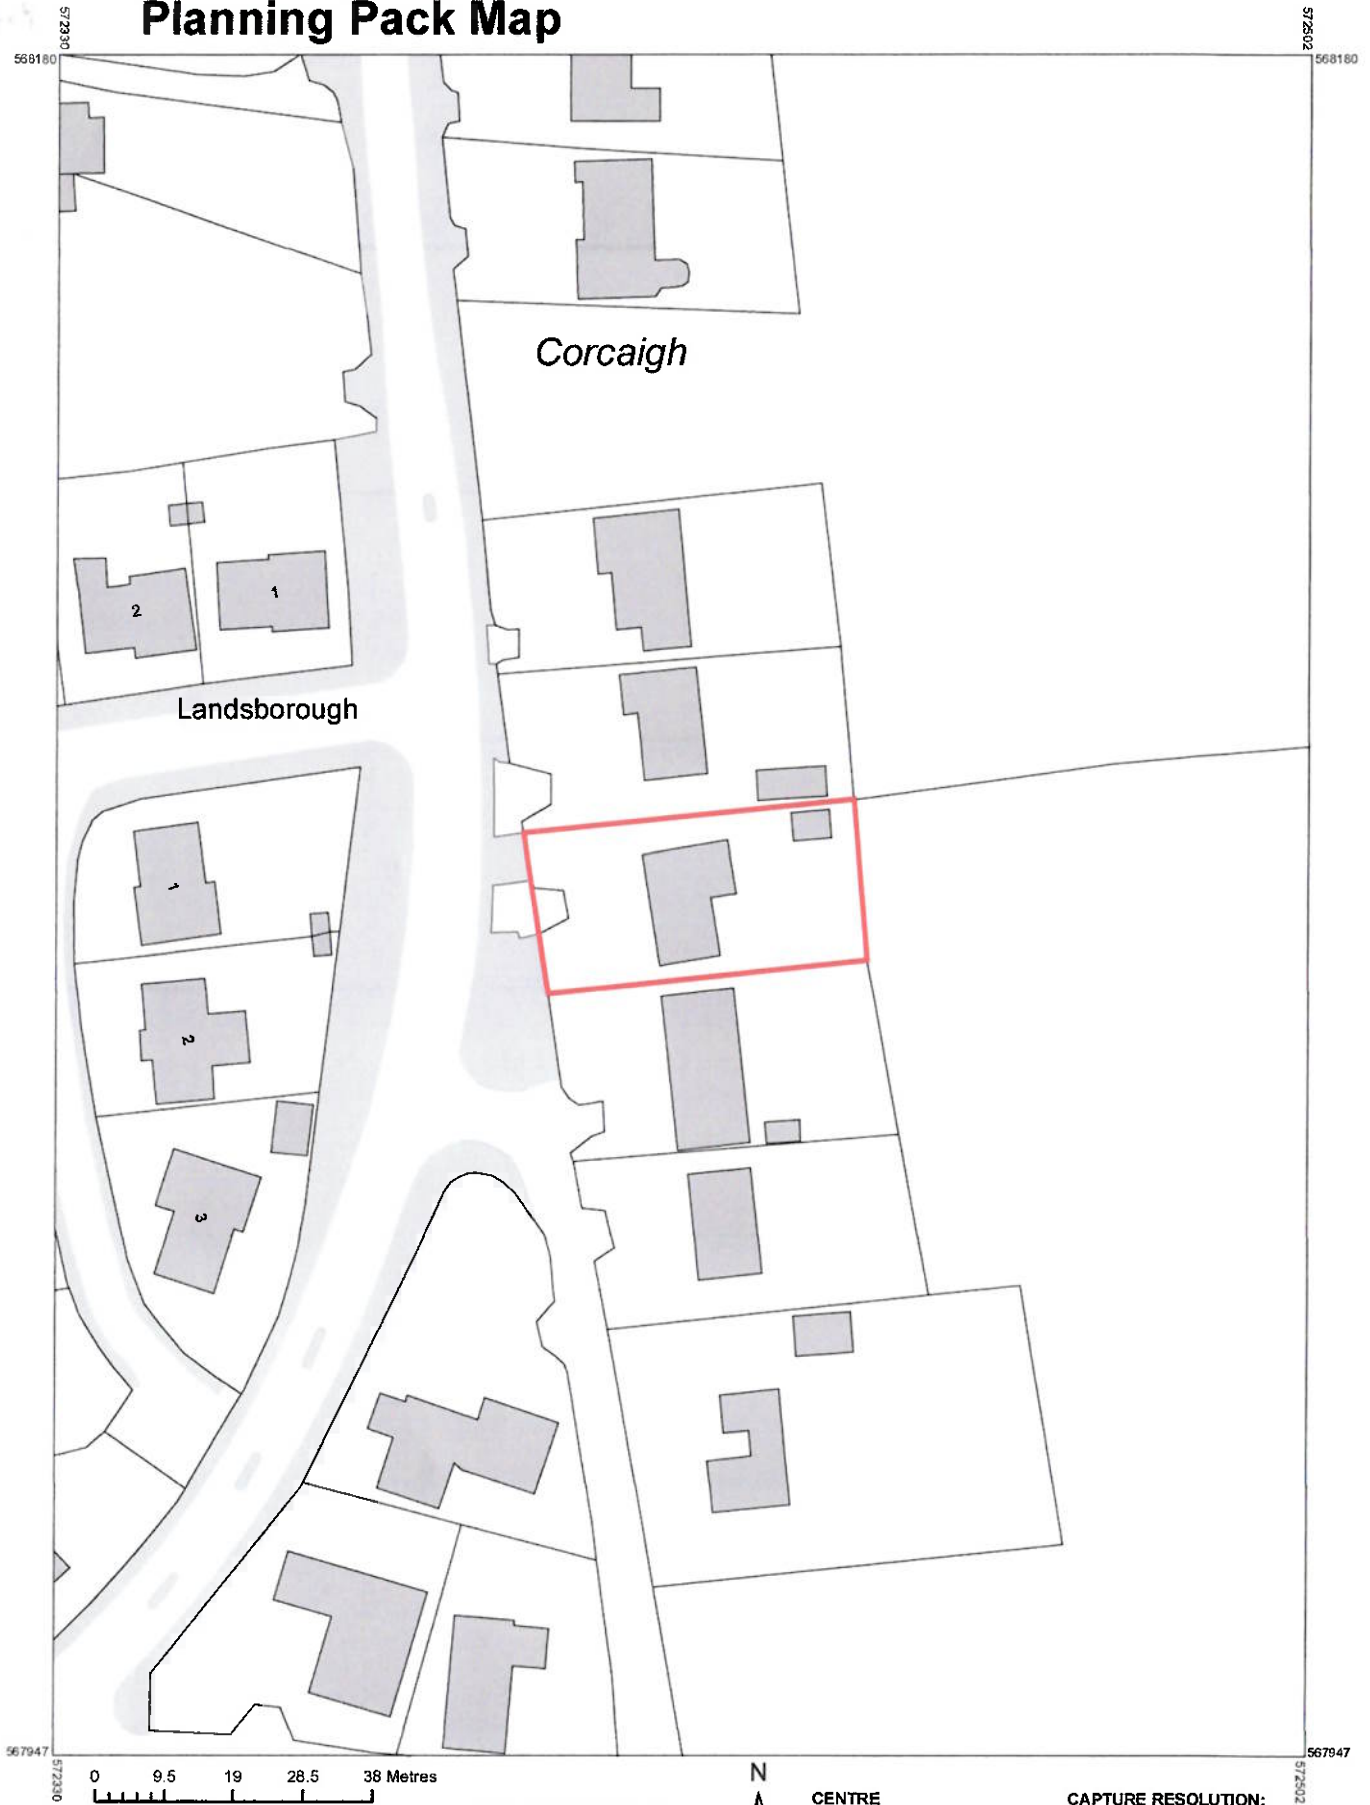 Planning Pack Map
572330
572502
568180
568180
Corcaigh
2
1
Landsborough
1
2
3
567947
567947
572330
572502
0 9.5 19 28.5 38 Metres
N
CENTRE
CAPTURE RESOLUTION: